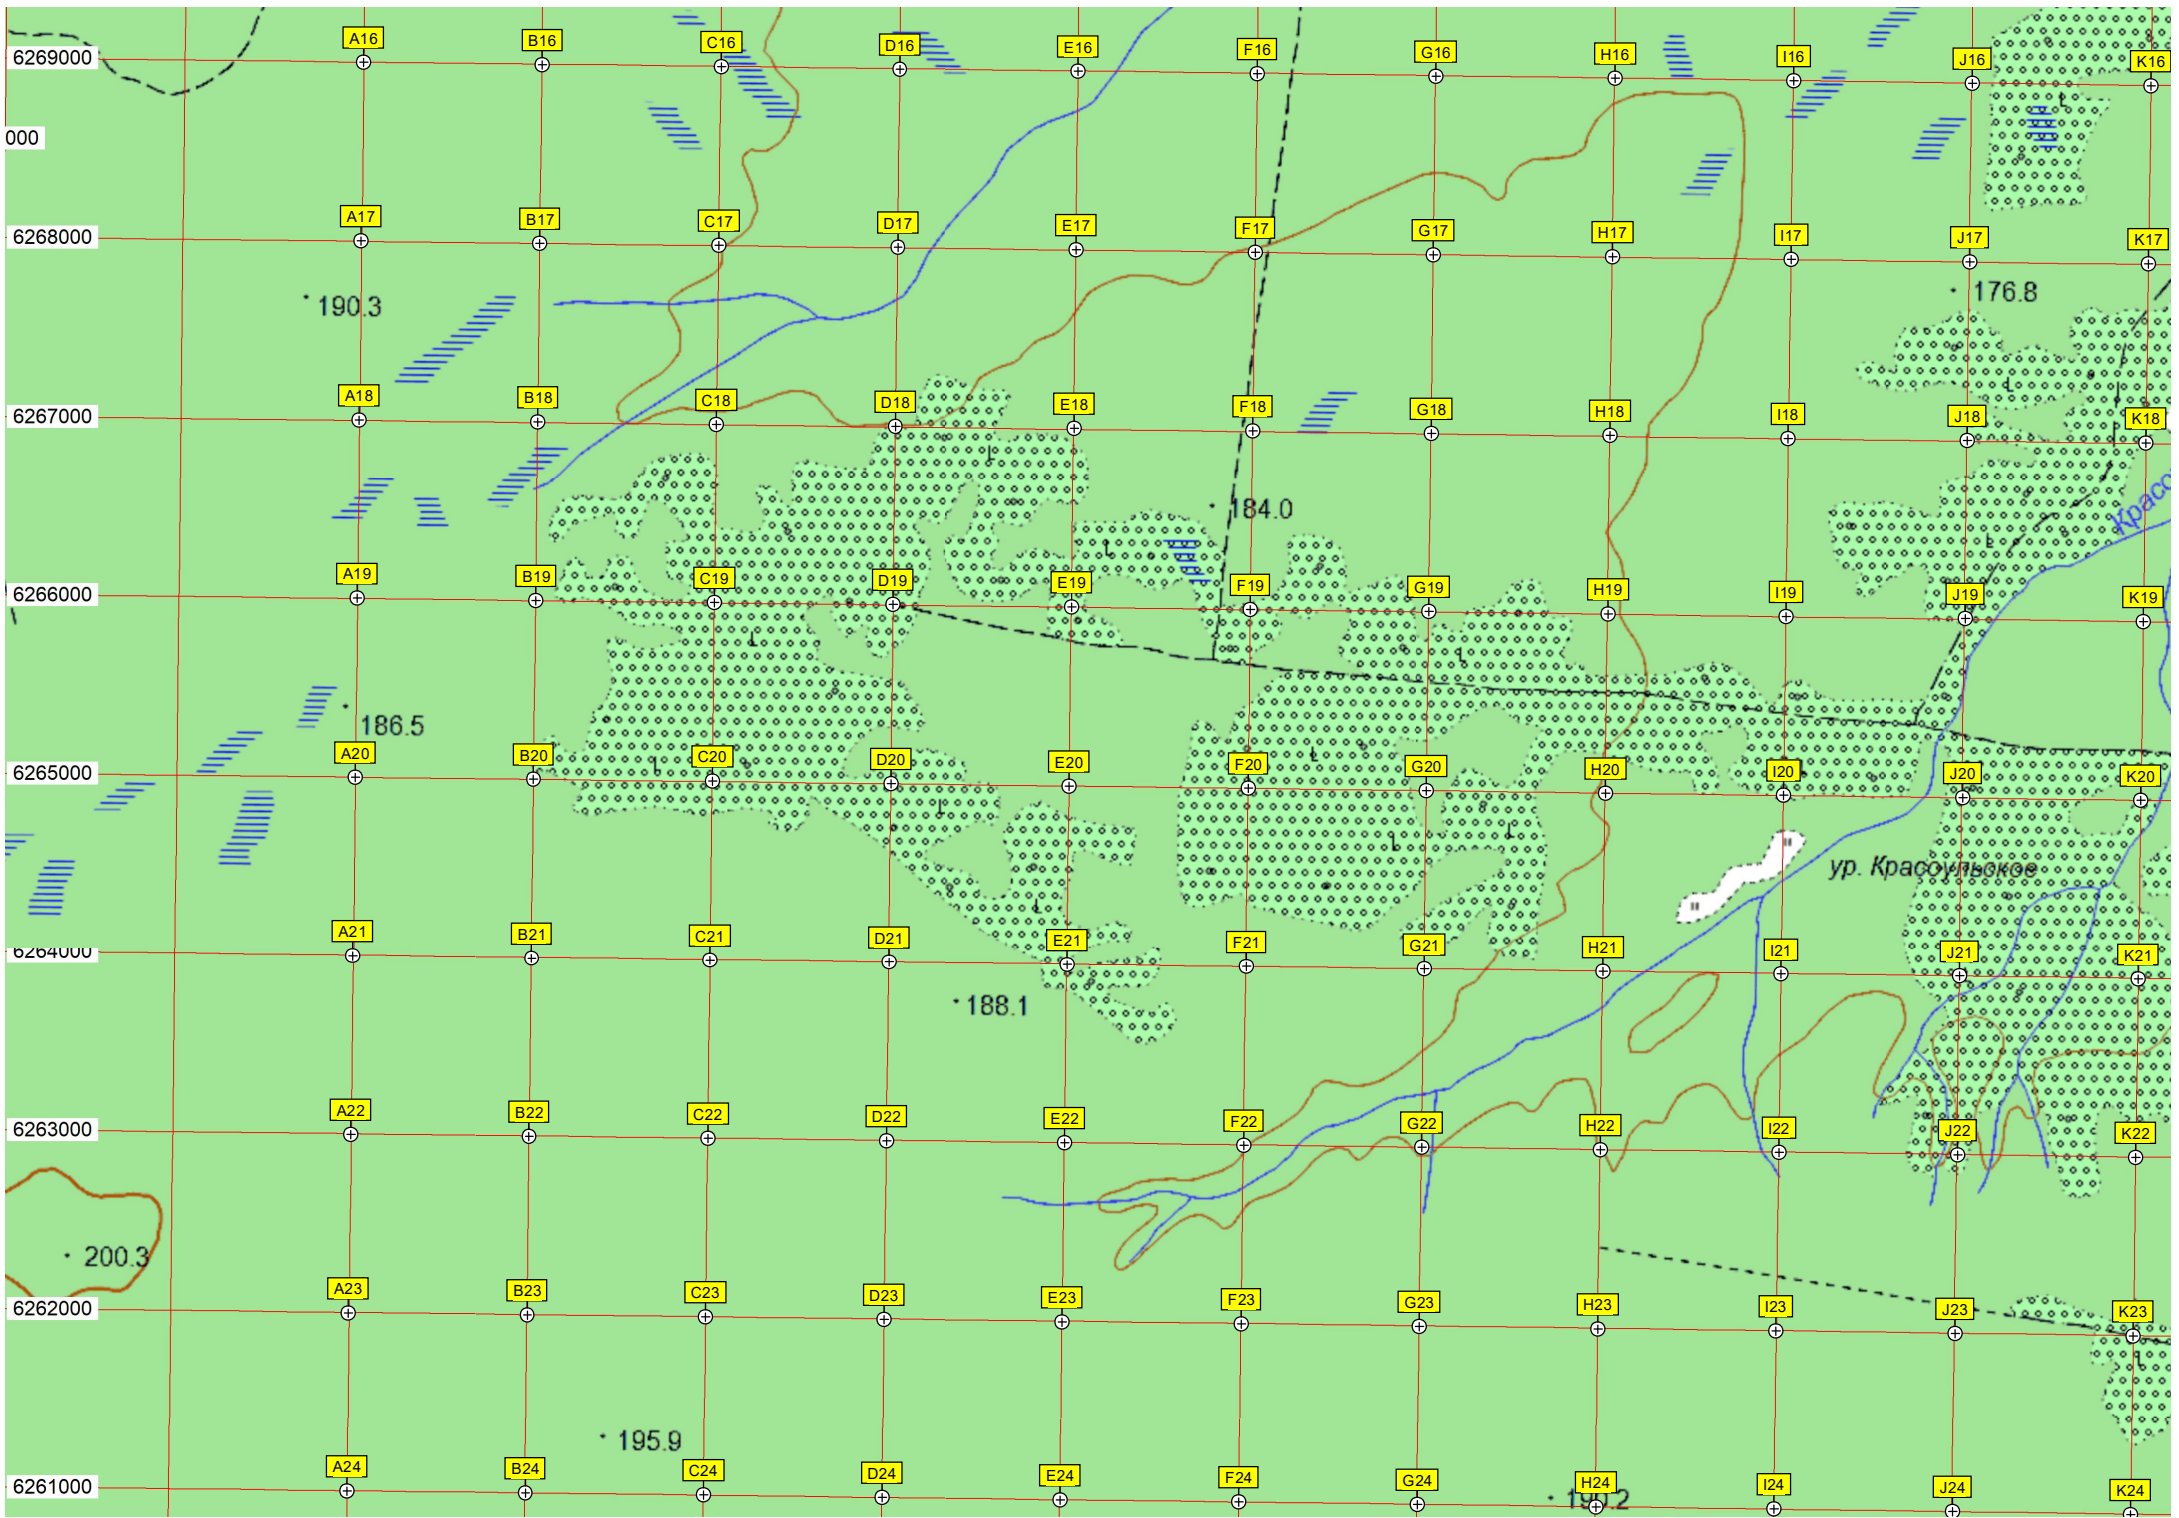 6269000 A16 B16 C16 D16 E16 F16 G16 H16 I16 J16 K16
000
L
6268000 A17 B17 C17 D17 E17 F17 G17 H17 I17 J17 K17
190.3
176.8
L
6267000 A18 B18 C18 D18 E18 F18 G18 H18 I18 J18 K18
L
184.0
Красо
L L
6266000 A19 B19 C19 D19 E19 F19 G19 H19 I19 J19 K19
L L
186.5
6265000 A20 B20 C20 D20 E20 F20 G20 H20 I20 J20 K20
L L
L L L
ур. Красоульское
L
6264000 A21 B21 C21 D21 E21 F21 G21 H21 I21 J21 K21
188.1
6263000 A22 B22 C22 D22 E22 F22 G22 H22 I22 J22 K22
200.3
6262000 A23 B23 C23 D23 E23 F23 G23 H23 I23 J23 K23
L
195.9
6261000 A24 B24 C24 D24 E24 F24 G24 H24 I24 J24 K24
190.2